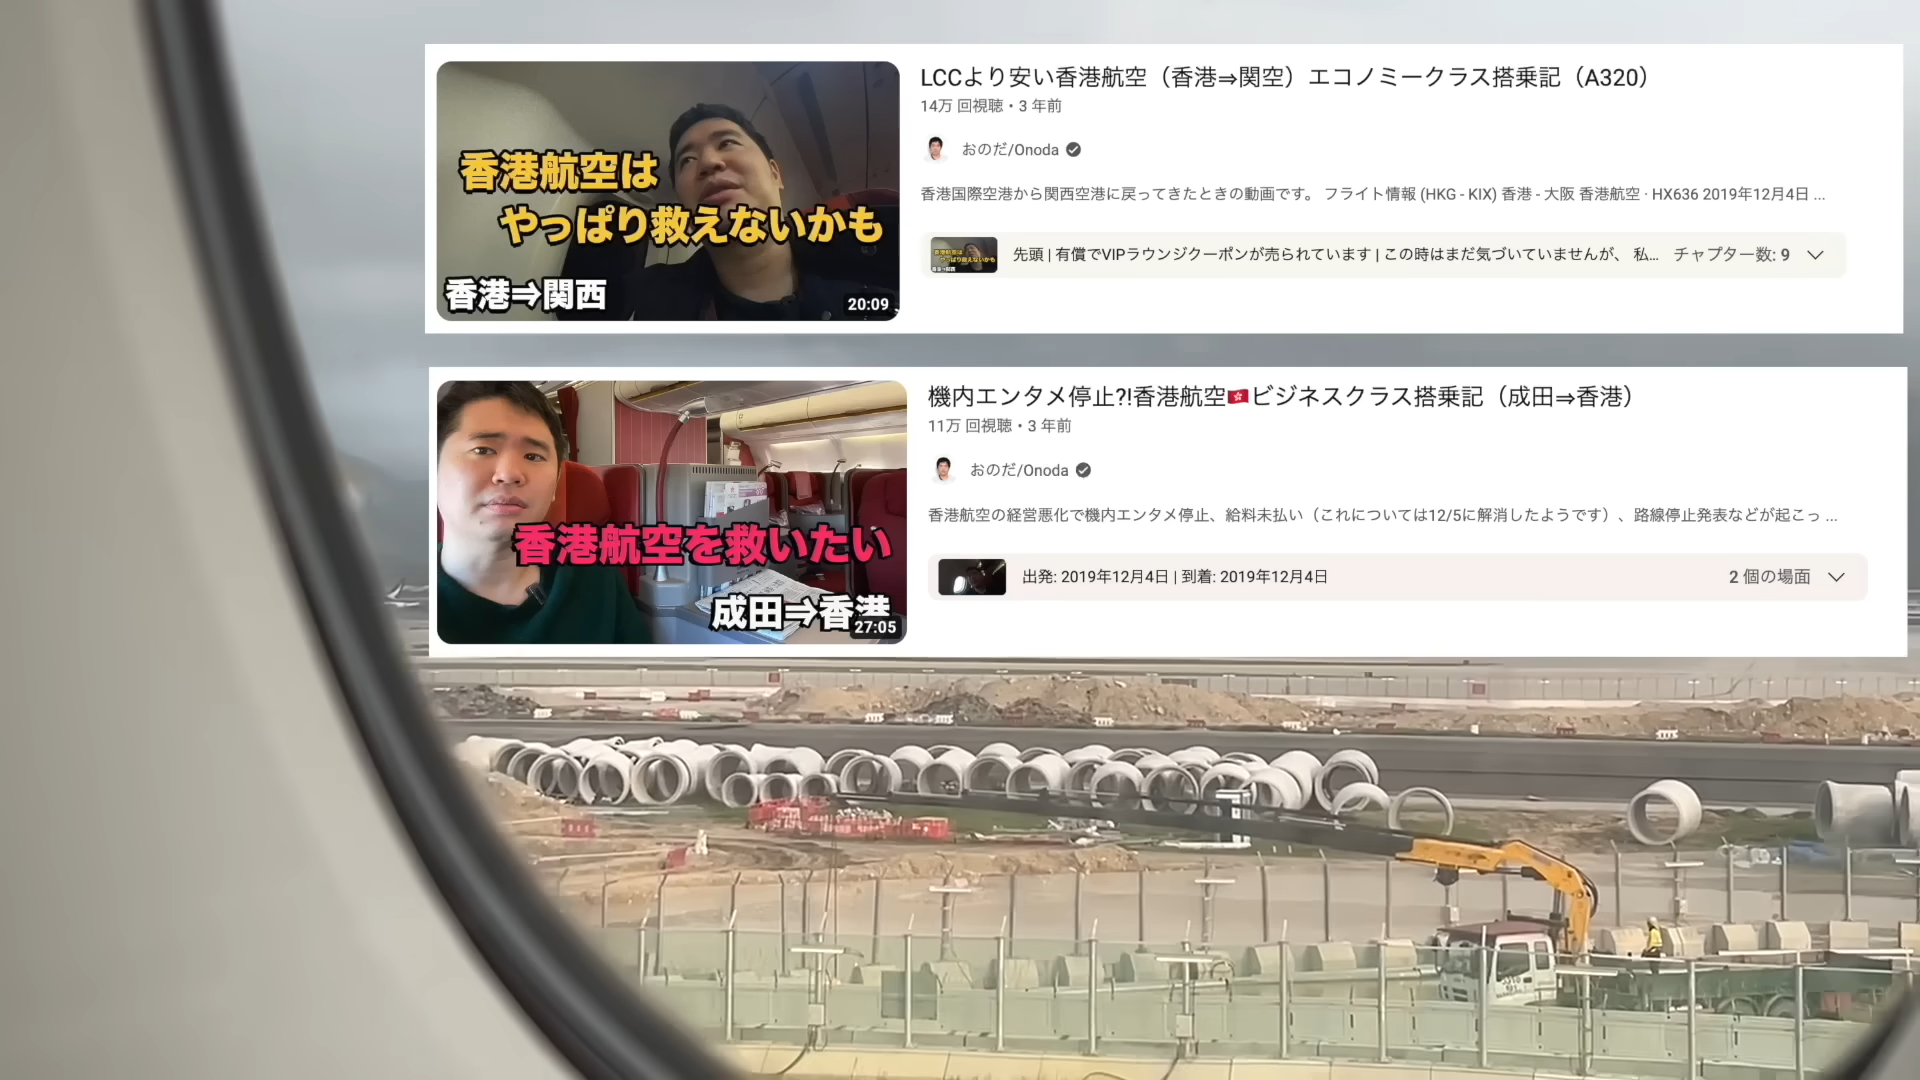 香港航空は
やっぱり救えないかも
香港⇒関西
20:09
LCCより安い香港航空（香港⇒関空）エコノミークラス搭乗記（A320）
14万 回視聴・3 年前
おのだ/Onoda
香港国際空港から関西空港に戻ってきたときの動画です。 フライト情報 (HKG - KIX) 香港 - 大阪 香港航空 · HX636 2019年12月4日 ...
先頭 | 有償でVIPラウンジクーポンが売られています | この時はまだ気づいていませんが、 私... チャプター数: 9
香港航空を救いたい
成田⇒香港
27:05
機内エンタメ停止?!香港航空🇭🇰ビジネスクラス搭乗記（成田⇒香港）
11万 回視聴・3 年前
おのだ/Onoda
香港航空の経営悪化で機内エンタメ停止、給料未払い（これについては12/5に解消したようです）、路線停止発表などが起こっ ...
出発: 2019年12月4日 | 到着: 2019年12月4日 2 個の場面